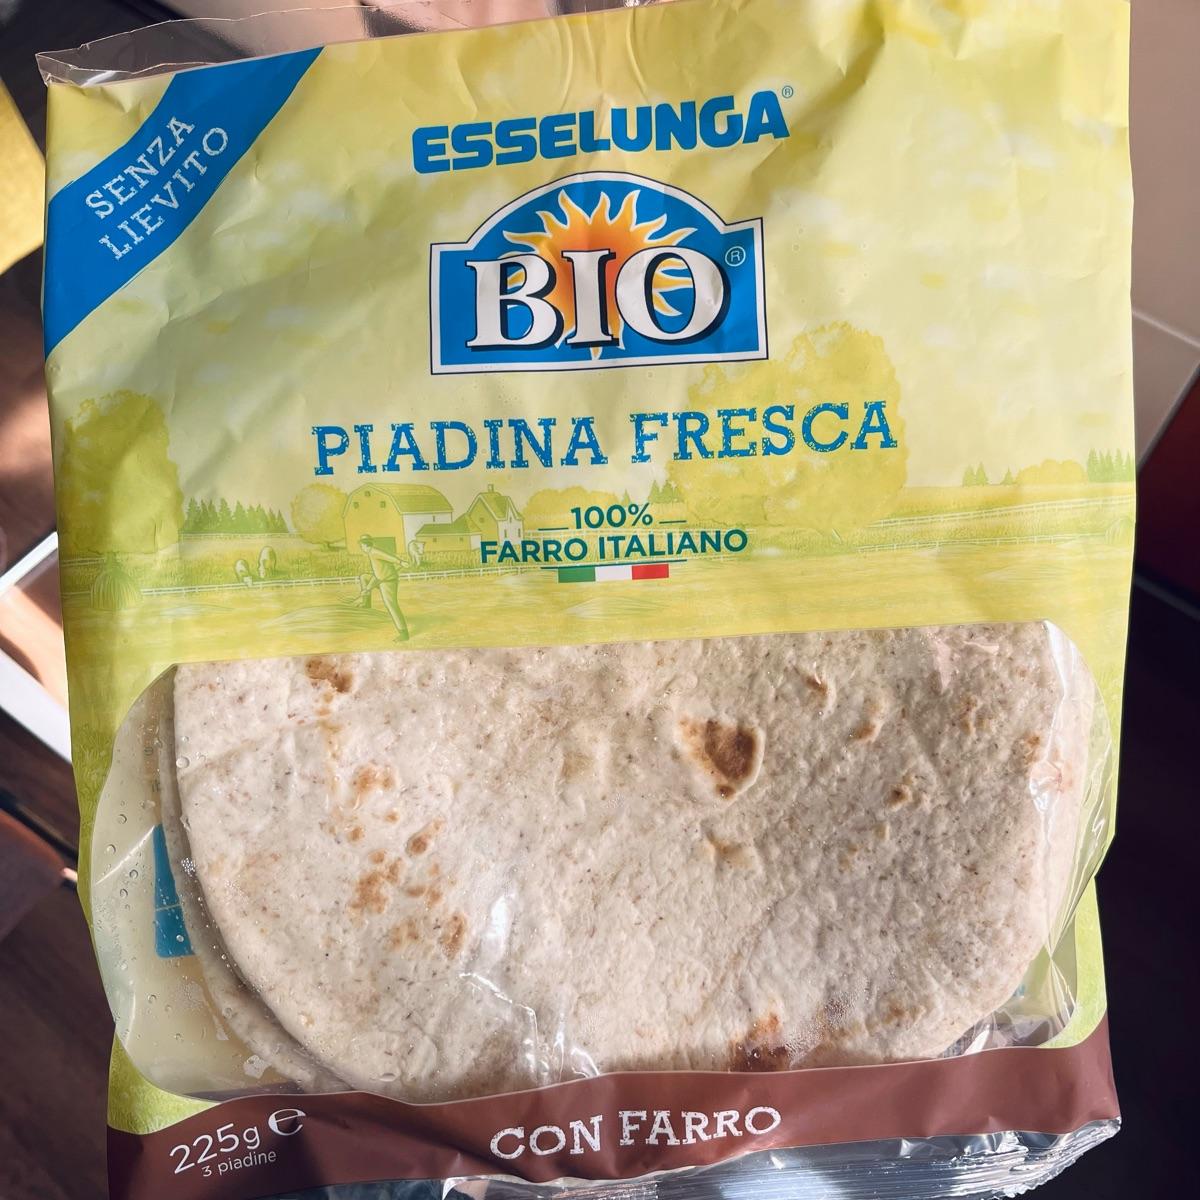 SENZA
LIEVITO
ESSELUNGA®
BIO®
PIADINA FRESCA
100%
FARRO ITALIANO
225g ℮
3 piadine
CON FARRO